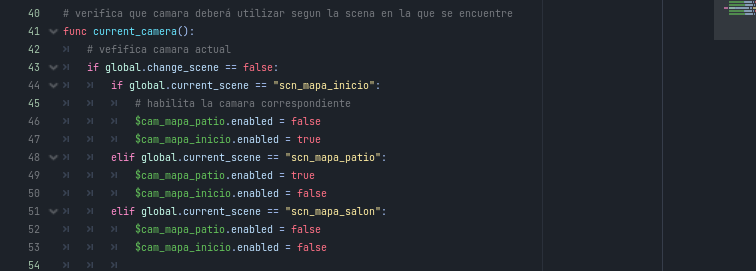 40 # verifica que camara deberá utilizar segun la scena en la que se encuentre
41 func current_camera():
42 # vefifica camara actual
43 if global.change_scene == false:
44 if global.current_scene == "scn_mapa_inicio":
45 # habilita la camara correspondiente
46 $cam_mapa_patio.enabled = false
47 $cam_mapa_inicio.enabled = true
48 elif global.current_scene == "scn_mapa_patio":
49 $cam_mapa_patio.enabled = true
50 $cam_mapa_inicio.enabled = false
51 elif global.current_scene == "scn_mapa_salon":
52 $cam_mapa_patio.enabled = false
53 $cam_mapa_inicio.enabled = false
54